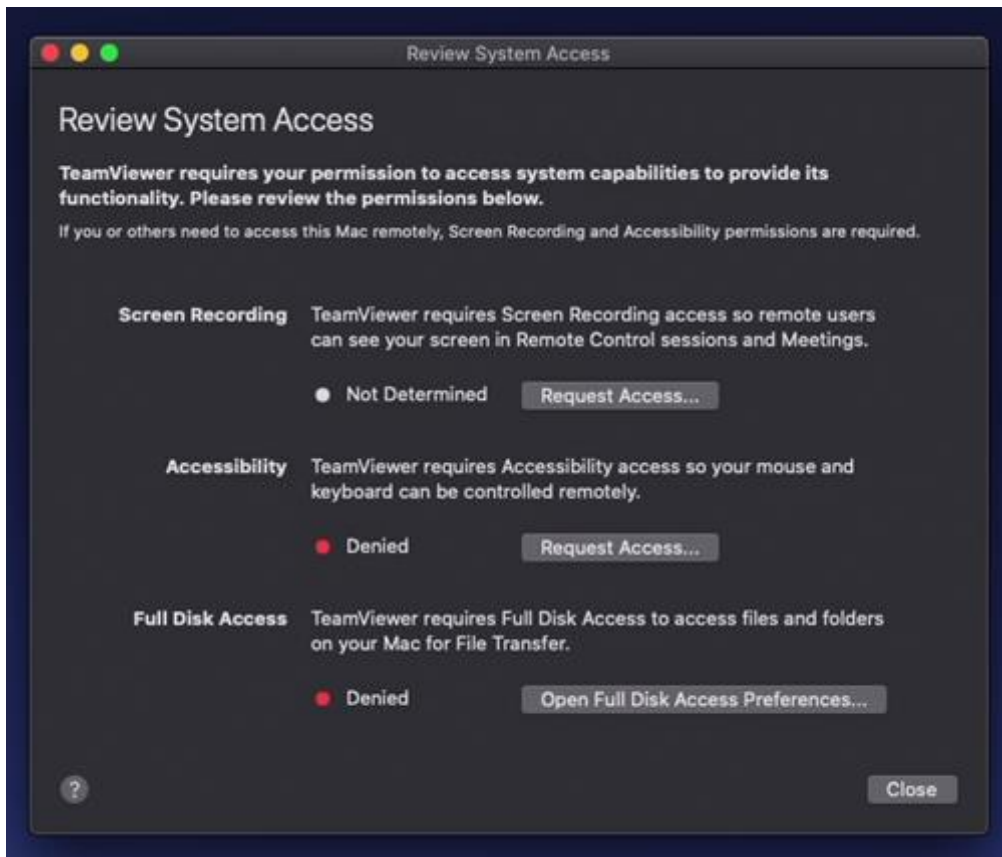 Review System Access
Review System Access
TeamViewer requires your permission to access system capabilities to provide its
functionality. Please review the permissions below.
If you or others need to access this Mac remotely, Screen Recording and Accessibility permissions are required.
Screen Recording
TeamViewer requires Screen Recording access so remote users
can see your screen in Remote Control sessions and Meetings.
Not Determined
Request Access...
Accessibility
TeamViewer requires Accessibility access so your mouse and
keyboard can be controlled remotely.
Denied
Request Access...
Full Disk Access
TeamViewer requires Full Disk Access to access files and folders
on your Mac for File Transfer.
Denied
Open Full Disk Access Preferences...
?
Close